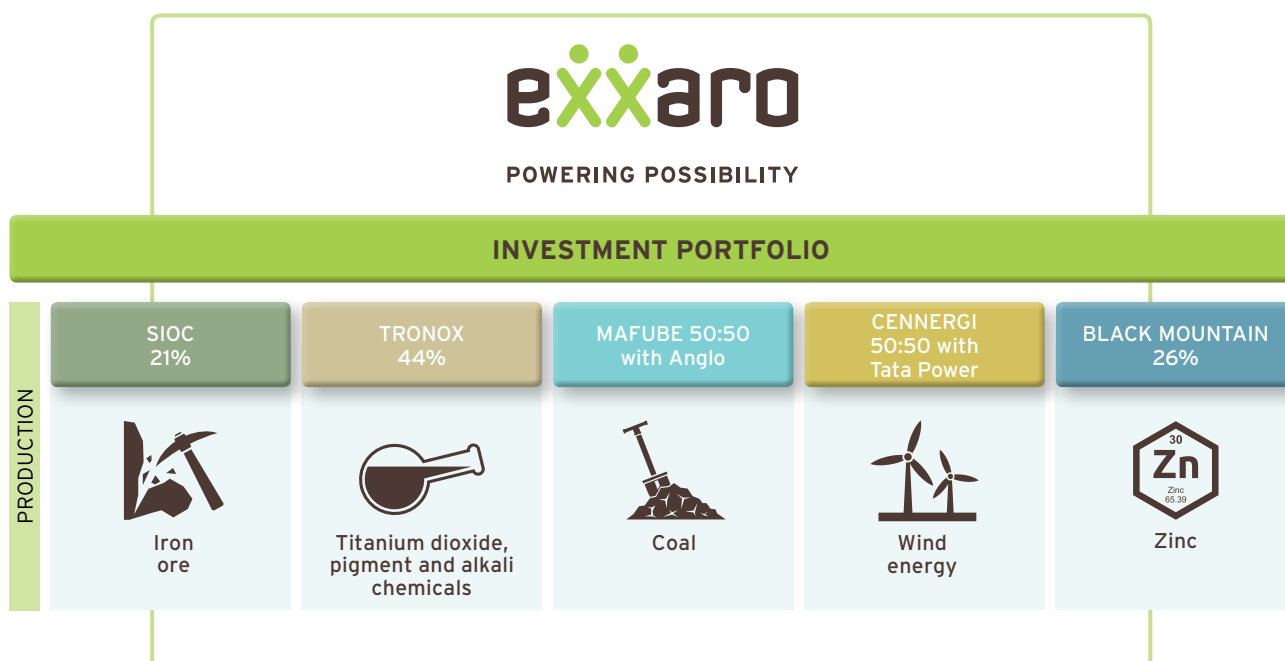 exxaro
POWERING POSSIBILITY
INVESTMENT PORTFOLIO
PRODUCTION
SIOC
21%
Iron
ore
TRONOX
44%
Titanium dioxide,
pigment and alkali
chemicals
MAFUBE 50:50
with Anglo
Coal
CENNERGI
50:50 with
Tata Power
Wind
energy
BLACK MOUNTAIN
26%
30
Zn
Zinc
65.39
Zinc